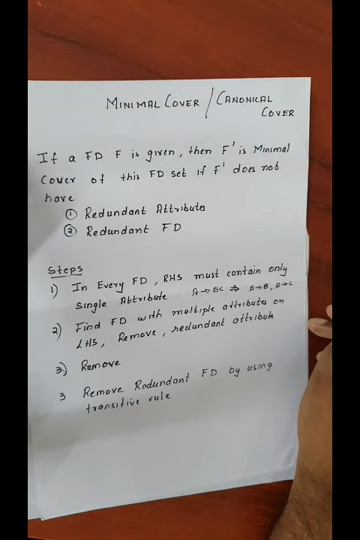 MINIMAL COVER / CANONICAL
COVER
If a FD F is given, then F' is Minimal
Cover of this FD set if F' does not
have
① Redundant Attributes
② Redundant FD
Steps
1) In Every FD, RHS must contain only
single Attribute A→BC ⇒ A→B, A→C
2) Find FD with multiple attributes on
LHS, Remove, redundant attribute
3) Remove
3 Remove Redundant FD by using
transitive rule